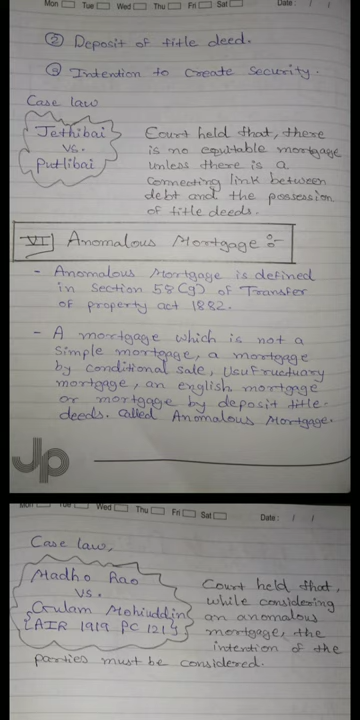 Mon Tue Wed Thu Fri Sat Date: / /
② Deposit of title deed.
③ Intention to create security.
Case law
Jethibai
vs.
Putlibai
Court held that, there
is no equitable mortgage
unless there is a
connecting link between
debt and the possession
of title deeds.
VI Anomalous Mortgage :-
- Anomalous Mortgage is defined
in Section 58(g) of Transfer
of property act 1882.
- A mortgage which is not a
Simple mortgage, a mortgage
by conditional sale, Usufructuary
mortgage, an english mortgage
or mortgage by deposit title-
deeds. Called Anomalous Mortgage.
Jp
Mon Tue Wed Thu Fri Sat Date: / /
Case law,
Madho Rao
vs.
Gulam Mohiuddin
[AIR 1919 PC 121]
Court held that,
while considering
an anomalous
mortgage, the
intention of the
parties must be considered.